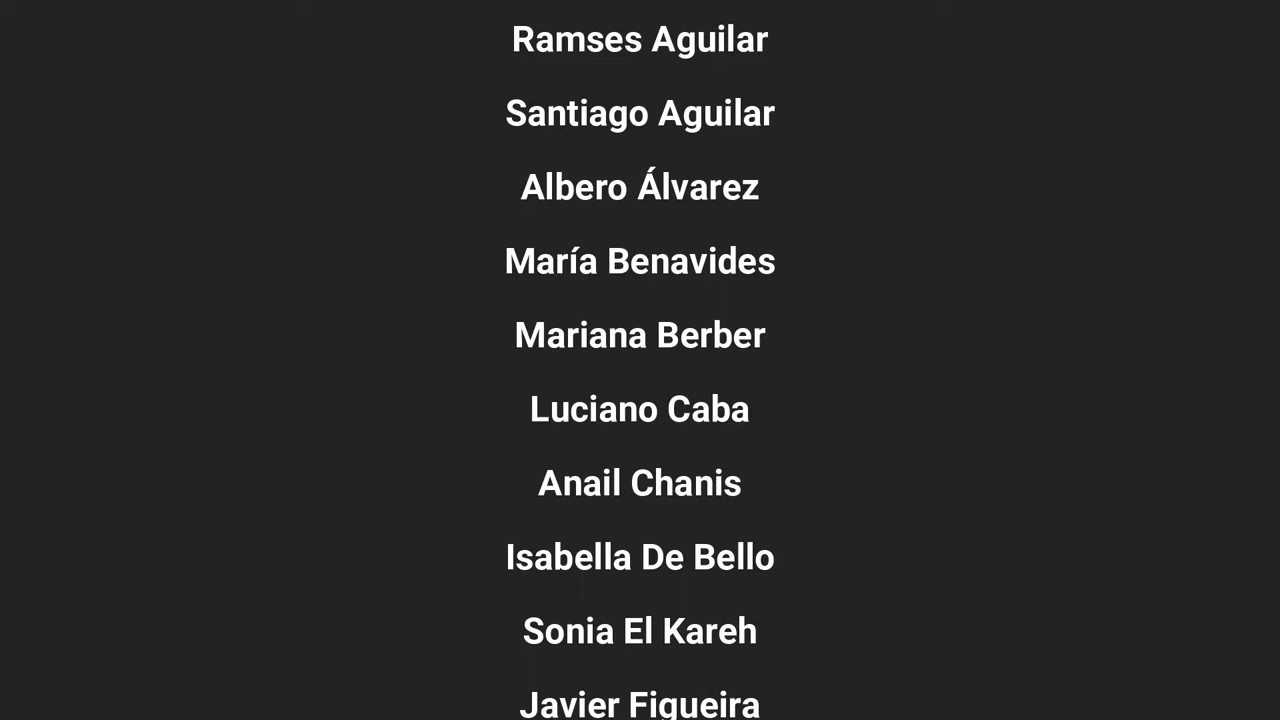 Ramses Aguilar
Santiago Aguilar
Albero Álvarez
María Benavides
Mariana Berber
Luciano Caba
Anail Chanis
Isabella De Bello
Sonia El Kareh
Javier Figueira